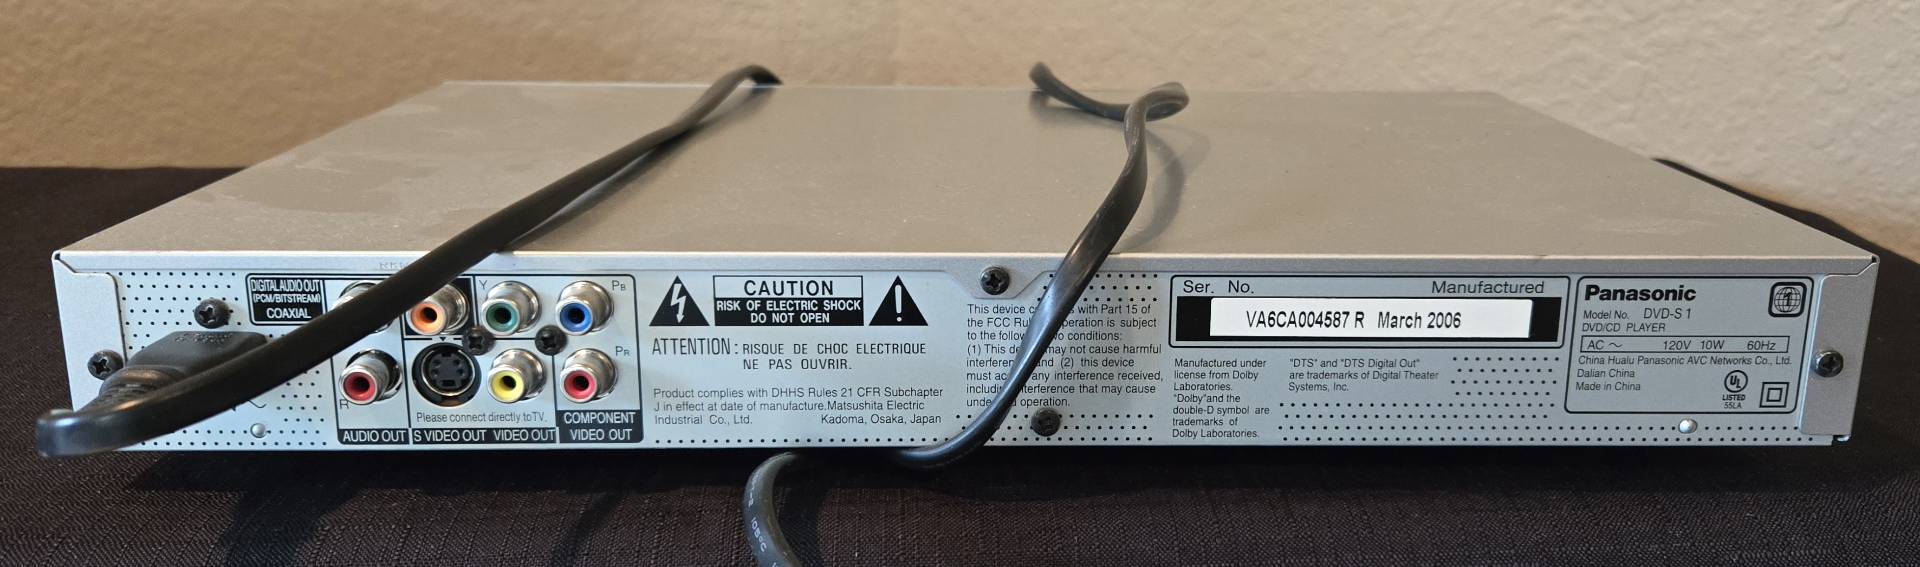 DIGITAL AUDIO OUT
(PCM/BITSTREAM)
COAXIAL
R
AUDIO OUT
Please connect directly to TV.
S VIDEO OUT
VIDEO OUT
Y
PB
PR
COMPONENT
VIDEO OUT
CAUTION
RISK OF ELECTRIC SHOCK
DO NOT OPEN
ATTENTION : RISQUE DE CHOC ELECTRIQUE
NE PAS OUVRIR.
Product complies with DHHS Rules 21 CFR Subchapter
J in effect at date of manufacture.Matsushita Electric
Industrial Co., Ltd. Kadoma, Osaka, Japan
This device with Part 15 of
the FCC operation is subject
to the two conditions:
(1) This may not cause harmful
and (2) this device
must any interference received,
interference that may cause
operation.
Ser. No. Manufactured
VA6CA004587 R March 2006
Manufactured under
license from Dolby
Laboratories.
"Dolby"and the
double-D symbol are
trademarks of
Dolby Laboratories.
"DTS" and "DTS Digital Out"
are trademarks of Digital Theater
Systems, Inc.
Panasonic
1
Model No. DVD-S1
DVD/CD PLAYER
AC ～ 120V 10W 60Hz
China Hualu Panasonic AVC Networks Co., Ltd.
Dalian China
Made in China
UL
LISTED
55LA
105°C